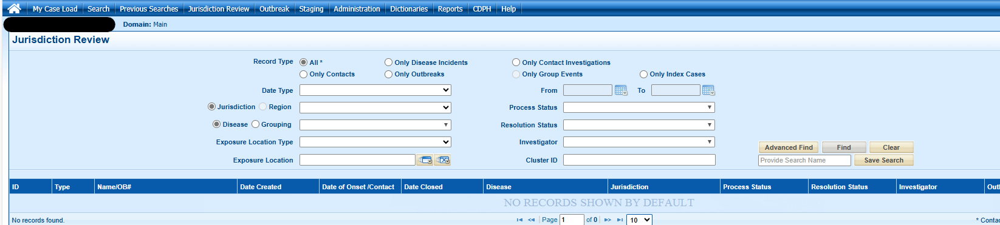 My Case Load Search Previous Searches Jurisdiction Review Outbreak Staging Administration Dictionaries Reports CDPH Help
Domain: Main
Jurisdiction Review
Record Type All * Only Disease Incidents Only Contact Investigations
Only Contacts Only Outbreaks Only Group Events Only Index Cases
Date Type From To
Jurisdiction Region Process Status
Disease Grouping Resolution Status
Exposure Location Type Investigator Advanced Find Find Clear
Exposure Location Cluster ID Provide Search Name Save Search
ID Type Name/OB# Date Created Date of Onset /Contact Date Closed Disease Jurisdiction Process Status Resolution Status Investigator
NO RECORDS SHOWN BY DEFAULT
No records found. Page 1 of 0 10 *